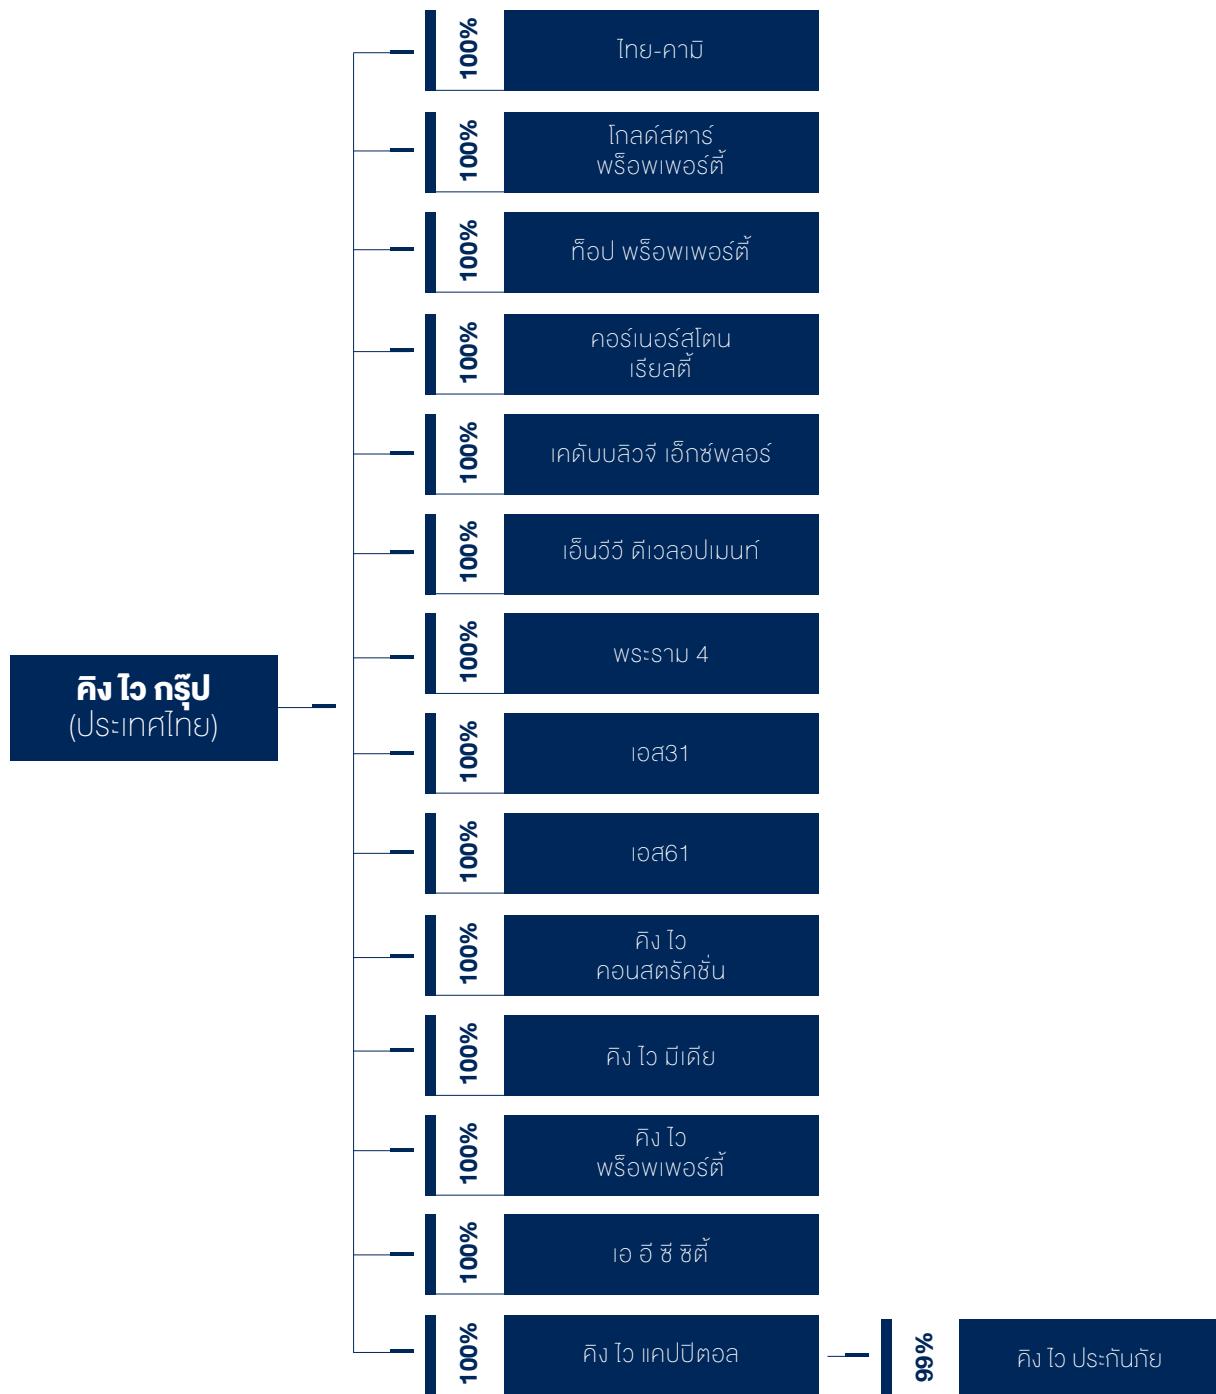 คิง ไว กรุ๊ป
(ประเทศไทย)
100%
ไทย-คามิ
100%
โกลด์สตาร์
พร็อพเพอร์ตี้
100%
ท็อป พร็อพเพอร์ตี้
100%
คอร์เนอร์สโตน
เรียลตี้
100%
เคดับบลิวจี เอ็กซ์พลอร์
100%
เอ็นวีวี ดีเวลอปเมนท์
100%
พระราม 4
100%
เอส31
100%
เอส61
100%
คิง ไว
คอนสตรัคชั่น
100%
คิง ไว มีเดีย
100%
คิง ไว
พร็อพเพอร์ตี้
100%
เอ อี ซี ซิตี้
100%
คิง ไว แคปปิตอล
99%
คิง ไว ประกันภัย